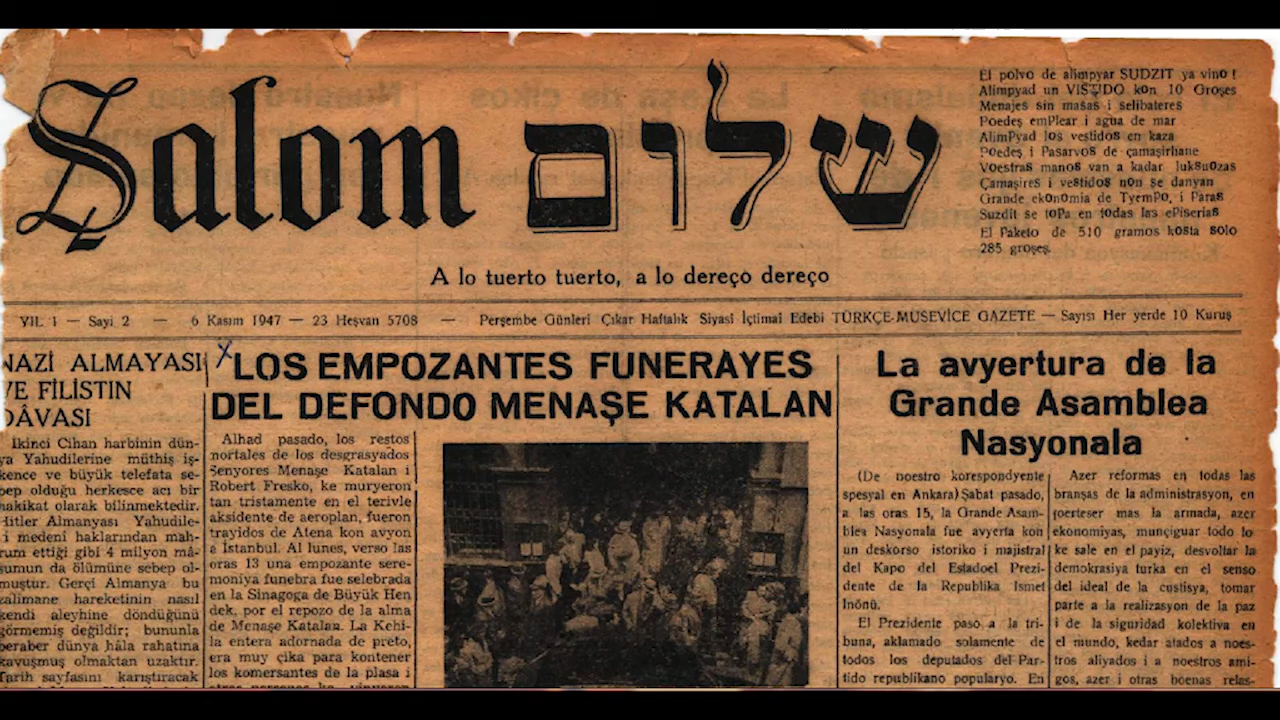 Şalom שלום
El polvo de alimpyar SUDZIT ya vino !
Alimpyad un VISTIDO kon 10 Groşes
Menajes sin masas i selibateres
Poedeş emPlear i agua de mar
AlimPyad los vestidos en kaza
Poedeş i Pasarvos de çamaşirhane
Voestras manos van a kadar lukSuozas
Çamaşires i vestidos non se danyan
Grande ekonomia de TyemPo, i Paras
Suzdit se toPa en todas las ePiserias
El Paketo de 510 gramos kosta solo
285 groşes.
A lo tuerto tuerto, a lo dereço dereço
YIL 1 — Sayi 2 — 6 Kasım 1947 — 23 Heşvan 5708 — Perşembe Günleri Çıkar Haftalık Siyasî İçtimaî Edebî TÜRKÇE-MUSEVİCE GAZETE — Sayısı Her yerde 10 Kuruş
NAZİ ALMAYASI
VE FİLİSTİN
DÂVASI
İkinci Cihan harbinin dün-
ya Yahudilerine müthiş iş-
kence ve büyük telefata se-
bep olduğu herkesce acı bir
hakikat olarak bilinmektedir.
Hitler Almanyası Yahudile-
i medenî haklarından mah-
rum ettiği gibi 4 milyon mâ-
sumun da ölümüne sebep ol-
muştur. Gerçi Almanya bu
zalimane hareketinin nasıl
kendi aleyhine döndüğünü
görmemiş değildir; bununla
beraber dünya hâla rahatına
kavuşmuş olmaktan uzaktır.
Tarih sayfasını karıştıracak
LOS EMPOZANTES FUNERAYES
DEL DEFONDO MENAŞE KATALAN
Alhad pasado, los restos
mortales de los desgrasyados
Senyores Menaşe Katalan i
Robert Fresko, ke muryeron
tan tristamente en el terivle
aksidente de aeroplan, fueron
trayidos de Atena kon avyon
a İstanbul. Al lunes, verso las
oras 13 una empozante sere-
moniya funebra fue selebrada
en la Sinagoga de Büyük Hen
dek, por el repozo de la alma
de Menaşe Katalan. La Kehi-
la entera adornada de preto,
era muy çika para kontener
los komersantes de la plasa i
otras personas ke vinyeron
La avyertura de la
Grande Asamblea
Nasyonala
(De noestro korespondyente
spesyal en Ankara) Şabat pasado,
a las oras 15, la Grande Asam-
blea Nasyonala fue avyerta kon
un deskorso istoriko i majistral
del Kapo del Estadoel Prezi-
dente de la Republika Ismet
İnönü.
El Prezidente paso a la tri-
buna, aklamado solamente de
todos los deputados del Par-
tido republikano popularyo. En
Azer reformas en todas las
branşas de la administrasyon, en
forteser mas la armada, azer
ekonomiyas, munçiguar todo lo
ke sale en el payiz, desvoltar la
demokrasiya turka en el senso
del ideal de la custisya, tomar
parte a la realizasyon de la paz
i de la siguridad kolektiva en
el mundo, kedar atados a noes-
tros aliyados i a noestros ami-
gos, azer i otras boenas relas-